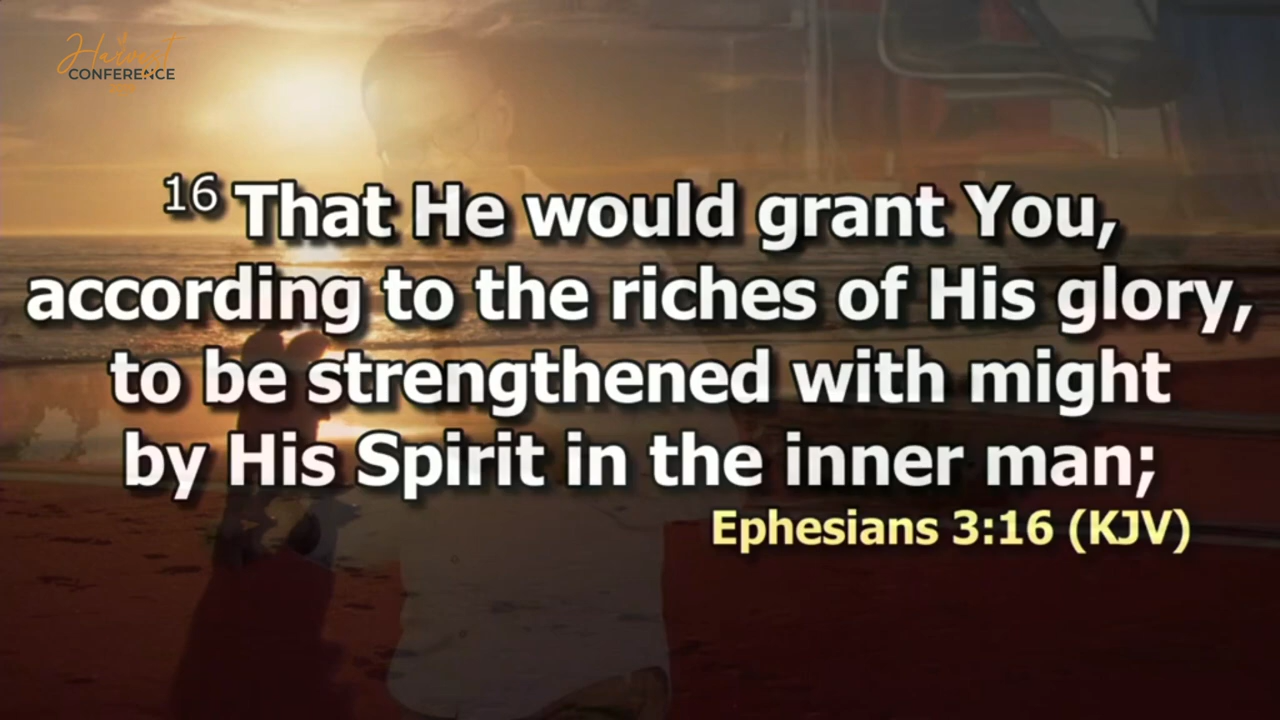 Harvest
CONFERENCE
16 That He would grant You,
according to the riches of His glory,
to be strengthened with might
by His Spirit in the inner man;
Ephesians 3:16 (KJV)